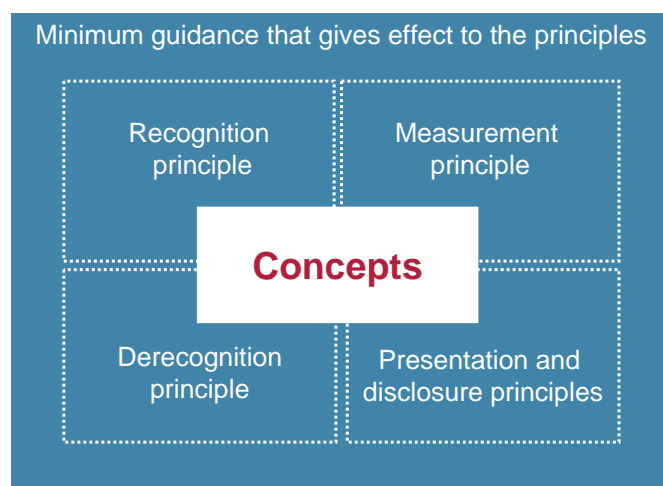 Minimum guidance that gives effect to the principles
Recognition
principle
Measurement
principle
Concepts
Derecognition
principle
Presentation and
disclosure principles